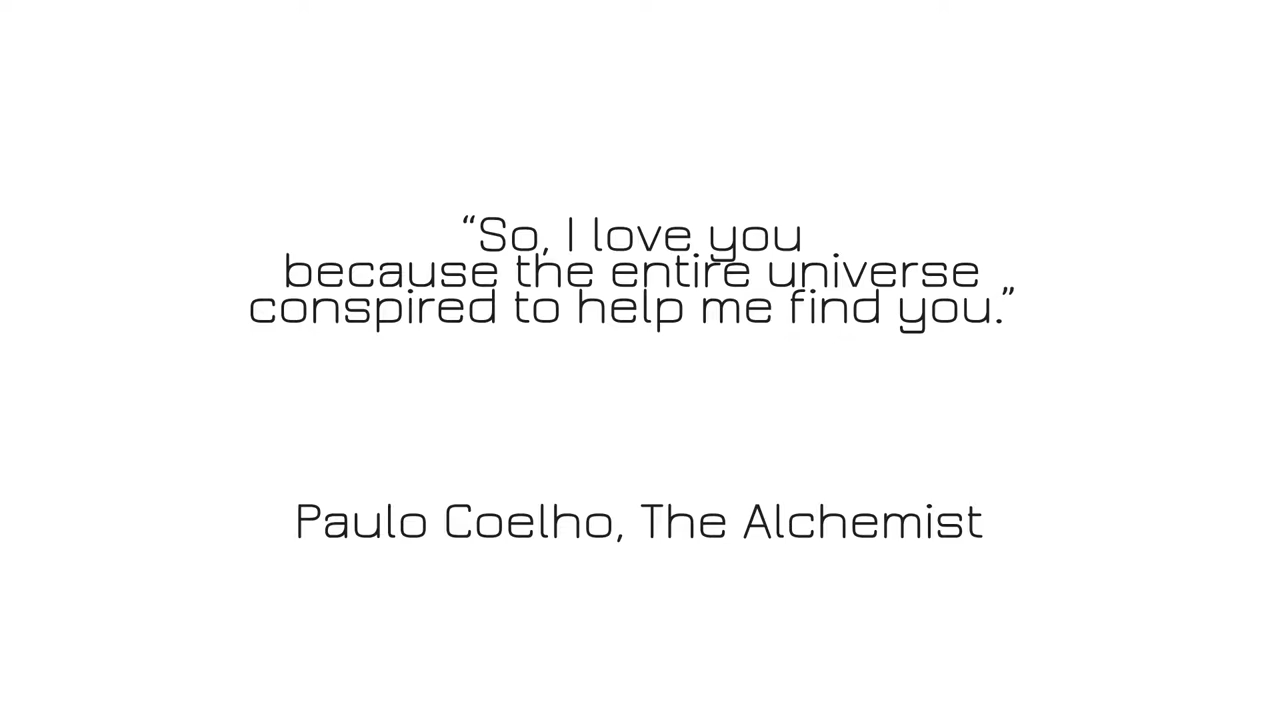 “So, I love you
because the entire universe
conspired to help me find you.”
Paulo Coelho, The Alchemist